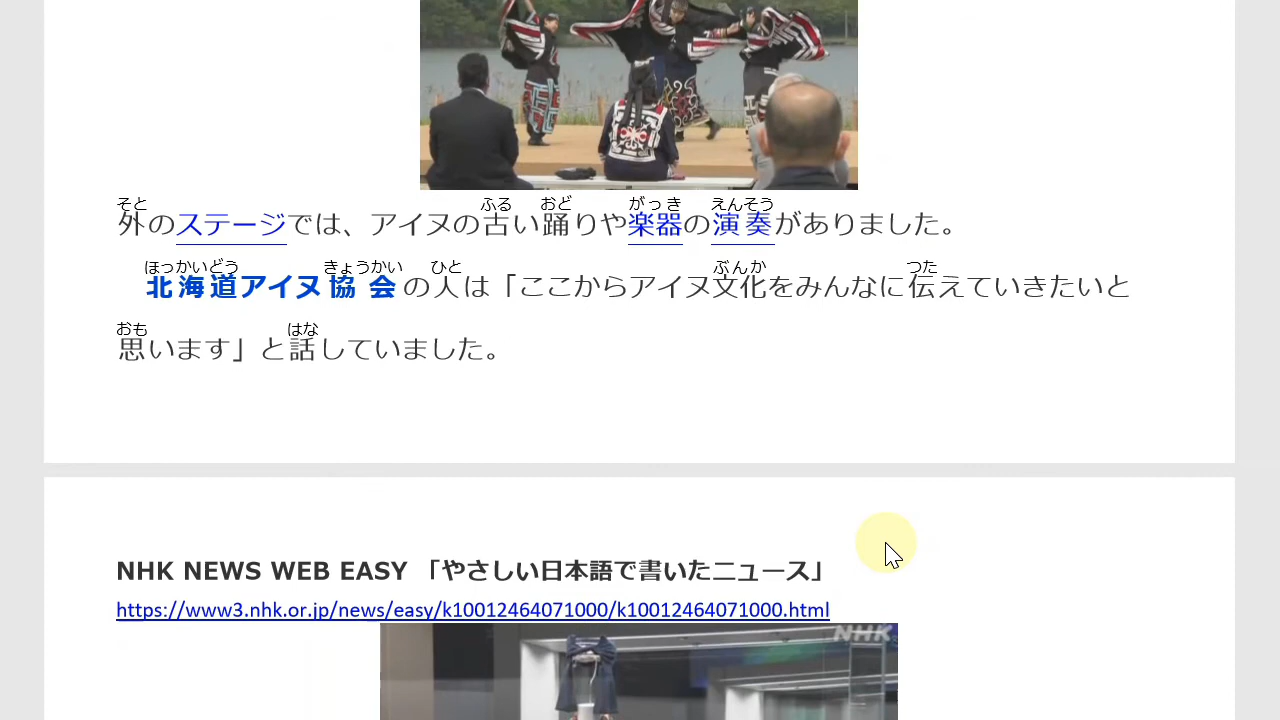 そと ふる おど がっき えんそう
外のステージでは、アイヌの古い踊りや楽器の演奏がありました。
ほっかいどう きょうかい ひと ぶんか つた
北海道アイヌ協会の人は「ここからアイヌ文化をみんなに伝えていきたいと
おも はな
思います」と話していました。
NHK NEWS WEB EASY 「やさしい日本語で書いたニュース」
https://www3.nhk.or.jp/news/easy/k10012464071000/k10012464071000.html
NHK